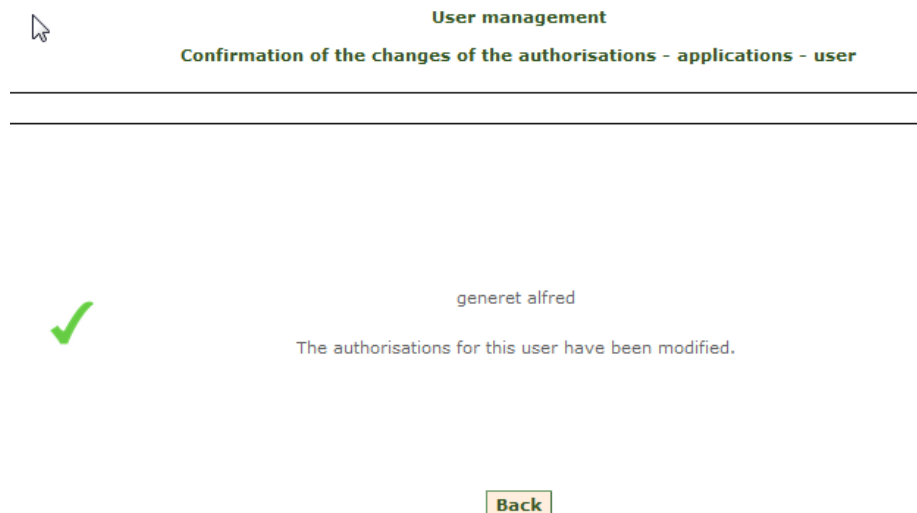 User management
Confirmation of the changes of the authorisations - applications - user
generet alfred
The authorisations for this user have been modified.
Back